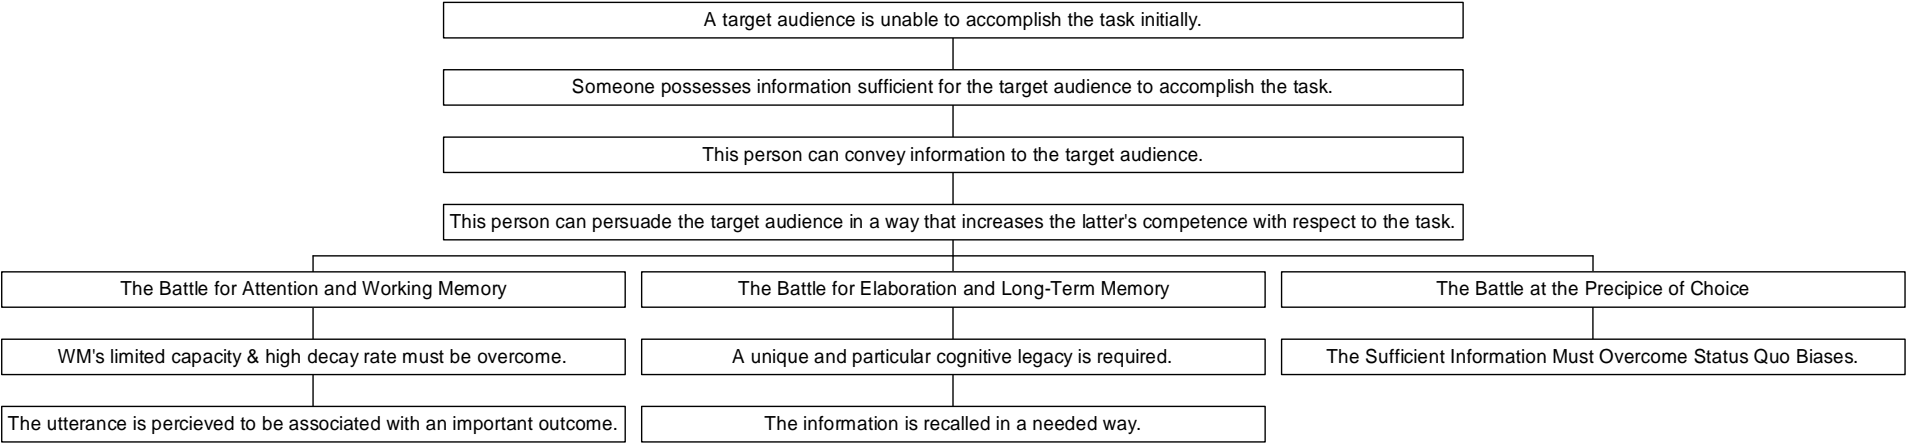 A target audience is unable to accomplish the task initially.
Someone possesses information sufficient for the target audience to accomplish the task.
This person can convey information to the target audience.
This person can persuade the target audience in a way that increases the latter's competence with respect to the task.
The Battle for Attention and Working Memory
The Battle for Elaboration and Long-Term Memory
The Battle at the Precipice of Choice
WM's limited capacity & high decay rate must be overcome.
A unique and particular cognitive legacy is required.
The Sufficient Information Must Overcome Status Quo Biases.
The utterance is percieved to be associated with an important outcome.
The information is recalled in a needed way.